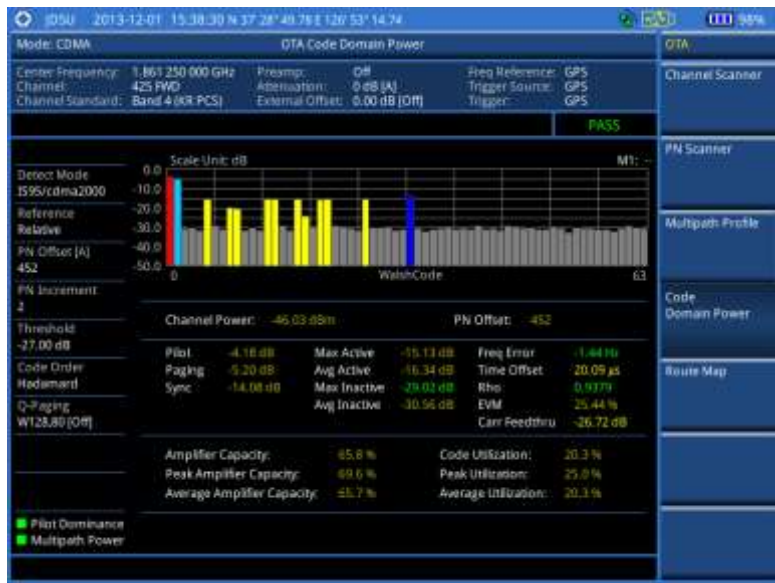 JDSU 2013-12-01 15:38:30 N 37° 28' 49.78 E 126° 53' 14.74 98%
Mode: CDMA OTA Code Domain Power OTA
Center Frequency: 1.861 250 000 GHz Preamp: Off Freq Reference: GPS
Channel: 425 FWD Attenuation: 0 dB [A] Trigger Source: GPS
Channel Standard: Band 4 (KR PCS) External Offset: 0.00 dB [Off] Trigger: GPS
PASS
Channel Scanner
PN Scanner
Multipath Profile
Code
Domain Power
Route Map
Detect Mode
IS95/cdma2000
Reference
Relative
PN Offset [A]
452
PN Increment
2
Threshold
-27.00 dB
Code Order
Hadamard
Q-Paging
W128,80 [Off]
Pilot Dominance
Multipath Power
Scale Unit: dB M1: --
0.0
-10.0
-20.0
-30.0
-40.0
-50.0
0 WalshCode 63
Channel Power: -46.03 dBm PN Offset: 452
Pilot -4.18 dB Max Active -15.13 dB Freq Error -1.44 Hz
Paging -5.20 dB Avg Active -16.34 dB Time Offset 20.09 µs
Sync -14.08 dB Max Inactive -29.02 dB Rho 0.9379
Avg Inactive -30.56 dB EVM 25.44 %
Carr Feedthru -26.72 dB
Amplifier Capacity: 65.8 % Code Utilization: 20.3 %
Peak Amplifier Capacity: 69.6 % Peak Utilization: 25.0 %
Average Amplifier Capacity: 65.7 % Average Utilization: 20.3 %